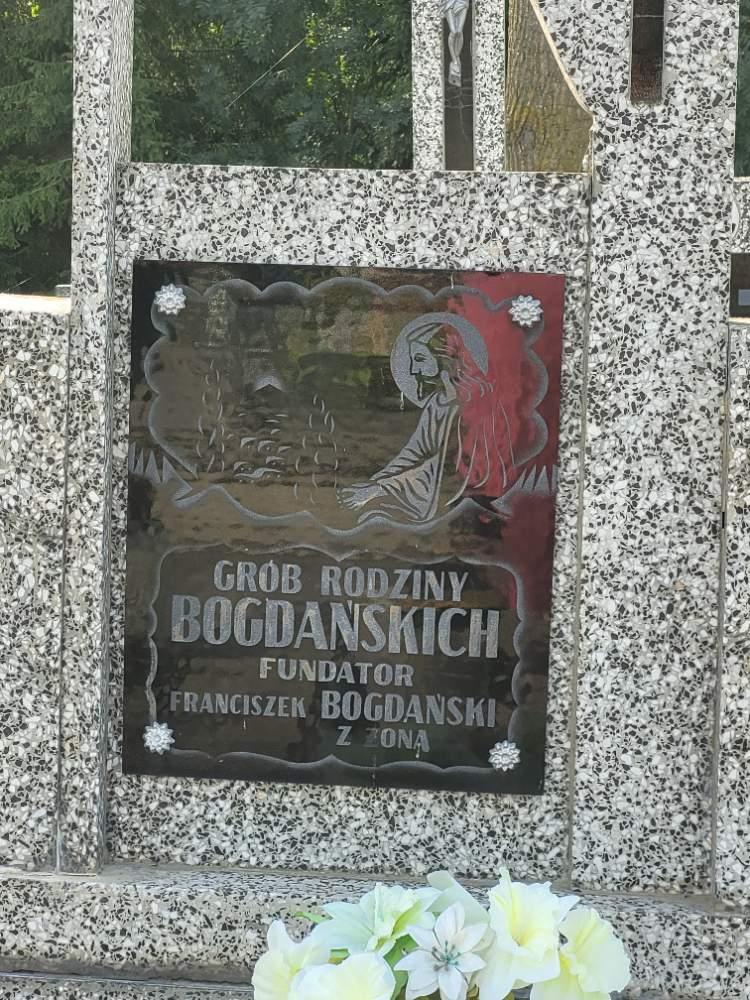 GRÓB RODZINY
BOGDAŃSKICH
FUNDATOR
FRANCISZEK BOGDAŃSKI
Z ŻONĄ